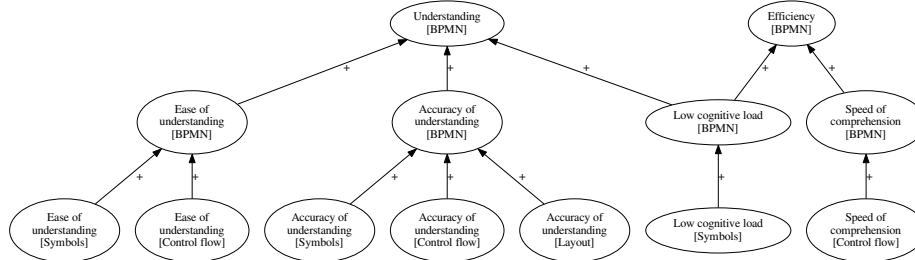 Understanding
[BPMN]
Efficiency
[BPMN]
+
+
+
+
+
Ease of
understanding
[BPMN]
Accuracy of
understanding
[BPMN]
Low cognitive load
[BPMN]
Speed of
comprehension
[BPMN]
+
+
+
+
+
+
+
Ease of
understanding
[Symbols]
Ease of
understanding
[Control flow]
Accuracy of
understanding
[Symbols]
Accuracy of
understanding
[Control flow]
Accuracy of
understanding
[Layout]
Low cognitive load
[Symbols]
Speed of
comprehension
[Control flow]